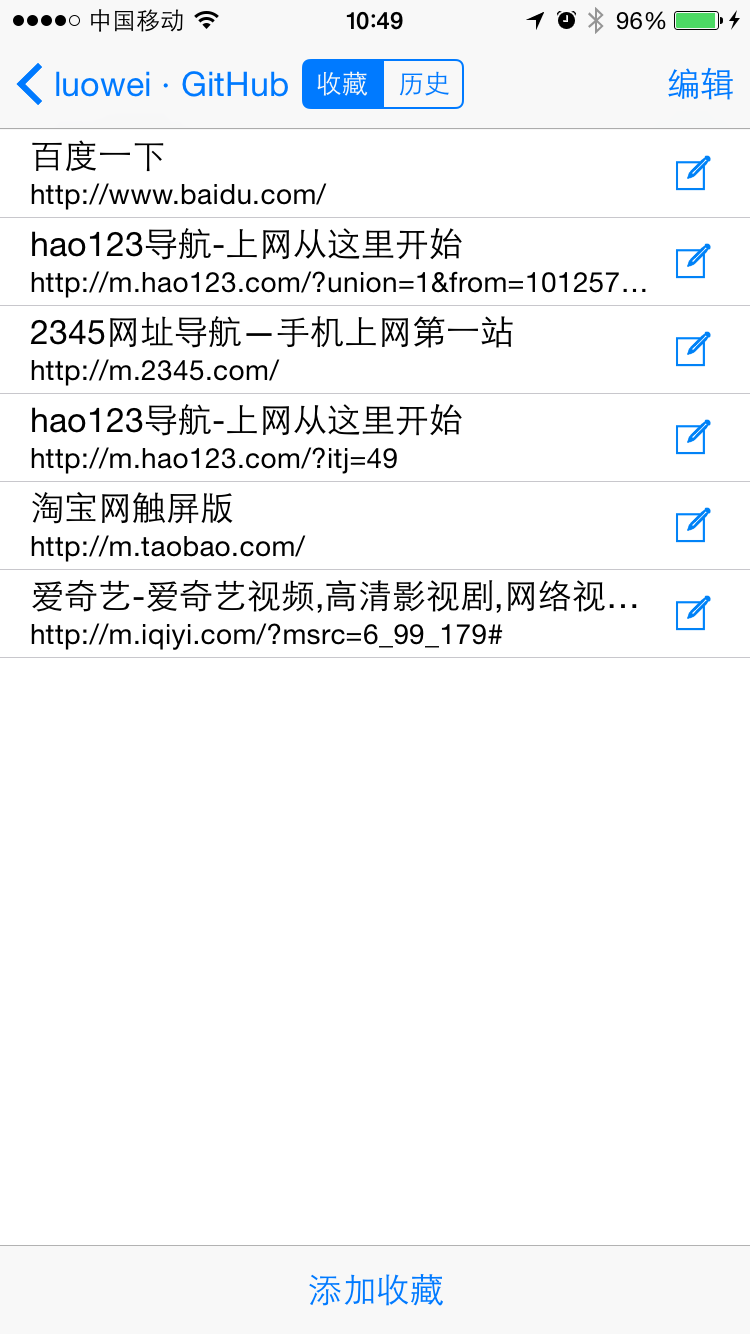 中国移动 10:49 96%
luowei · GitHub 收藏 历史 编辑
百度一下
http://www.baidu.com/
hao123导航-上网从这里开始
http://m.hao123.com/?union=1&from=101257…
2345网址导航—手机上网第一站
http://m.2345.com/
hao123导航-上网从这里开始
http://m.hao123.com/?itj=49
淘宝网触屏版
http://m.taobao.com/
爱奇艺-爱奇艺视频,高清影视剧,网络视…
http://m.iqiyi.com/?msrc=6_99_179#
添加收藏